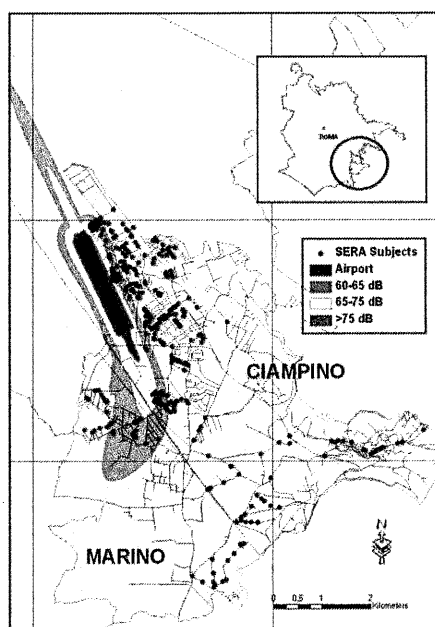 ROMA
SERA Subjects
Airport
60-65 dB
65-75 dB
>75 dB
CIAMPINO
MARINO
N
0 0.5 1 2
Kilometers